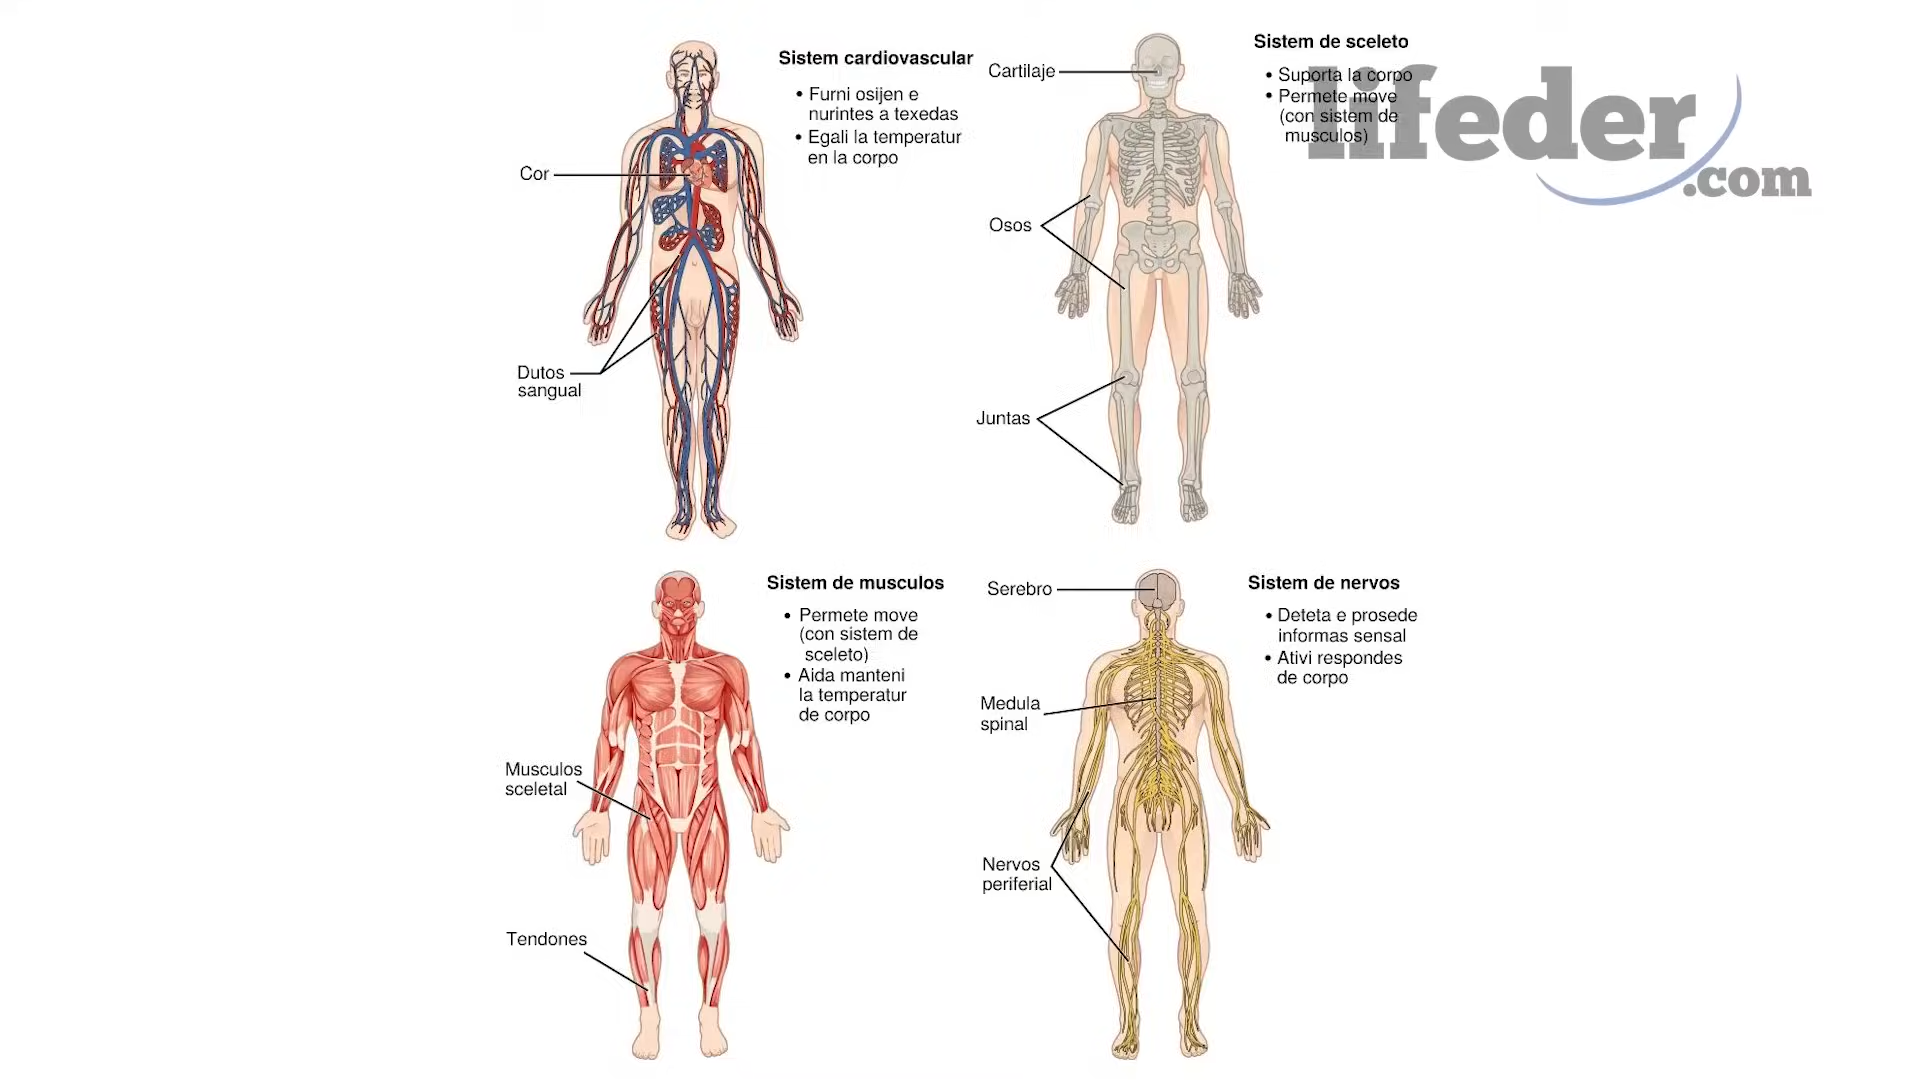 Sistem cardiovascular
• Furni osijen e
nurintes a texedas
• Egali la temperatur
en la corpo
Cor
Dutos
sangual
Sistem de sceleto
• Suporta la corpo
• Permete move
(con sistem de
musculos)
Cartilaje
Osos
Juntas
lifeder
.com
Sistem de musculos
• Permete move
(con sistem de
sceleto)
• Aida manteni
la temperatur
de corpo
Musculos
sceletal
Tendones
Sistem de nervos
• Deteta e prosede
informas sensal
• Ativi respondes
de corpo
Serebro
Medula
spinal
Nervos
periferial